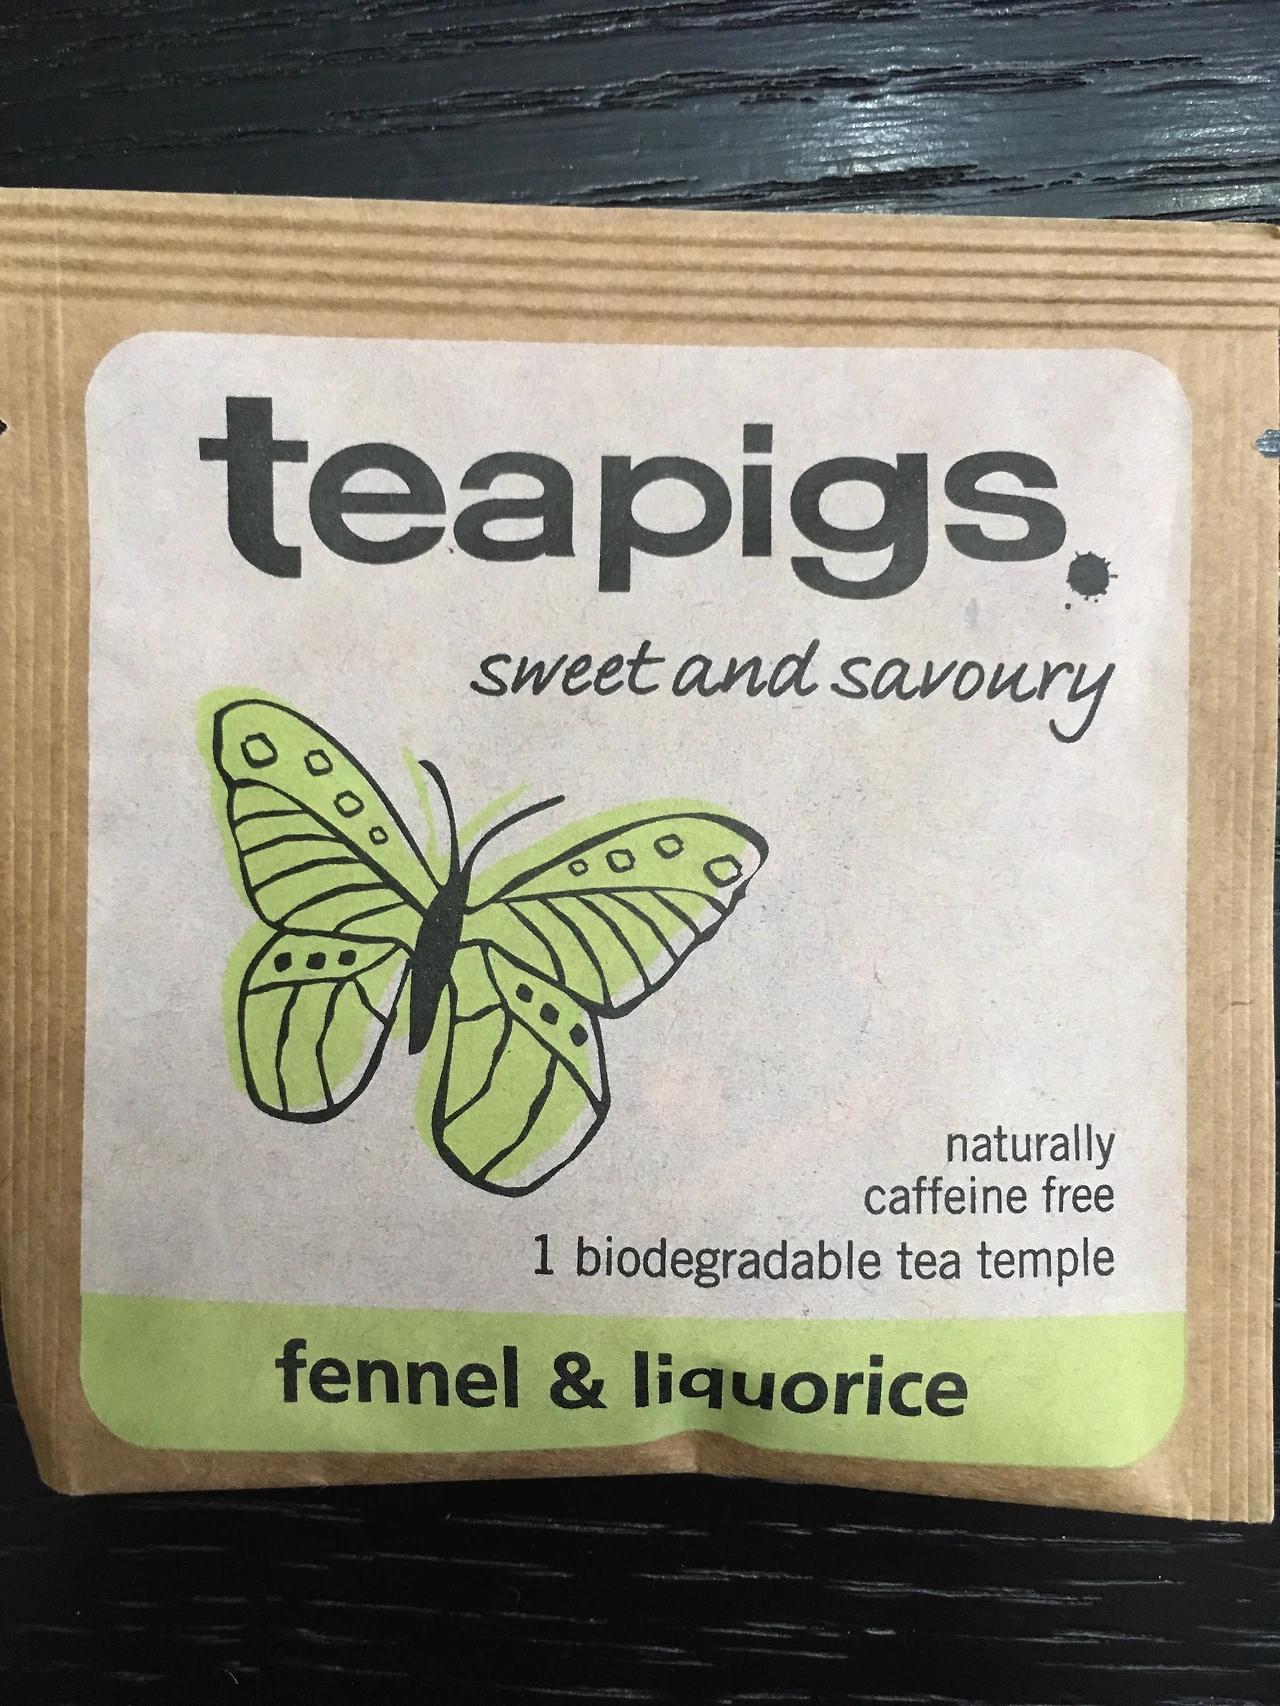 teapigs.
sweet and savoury
naturally
caffeine free
1 biodegradable tea temple
fennel & liquorice